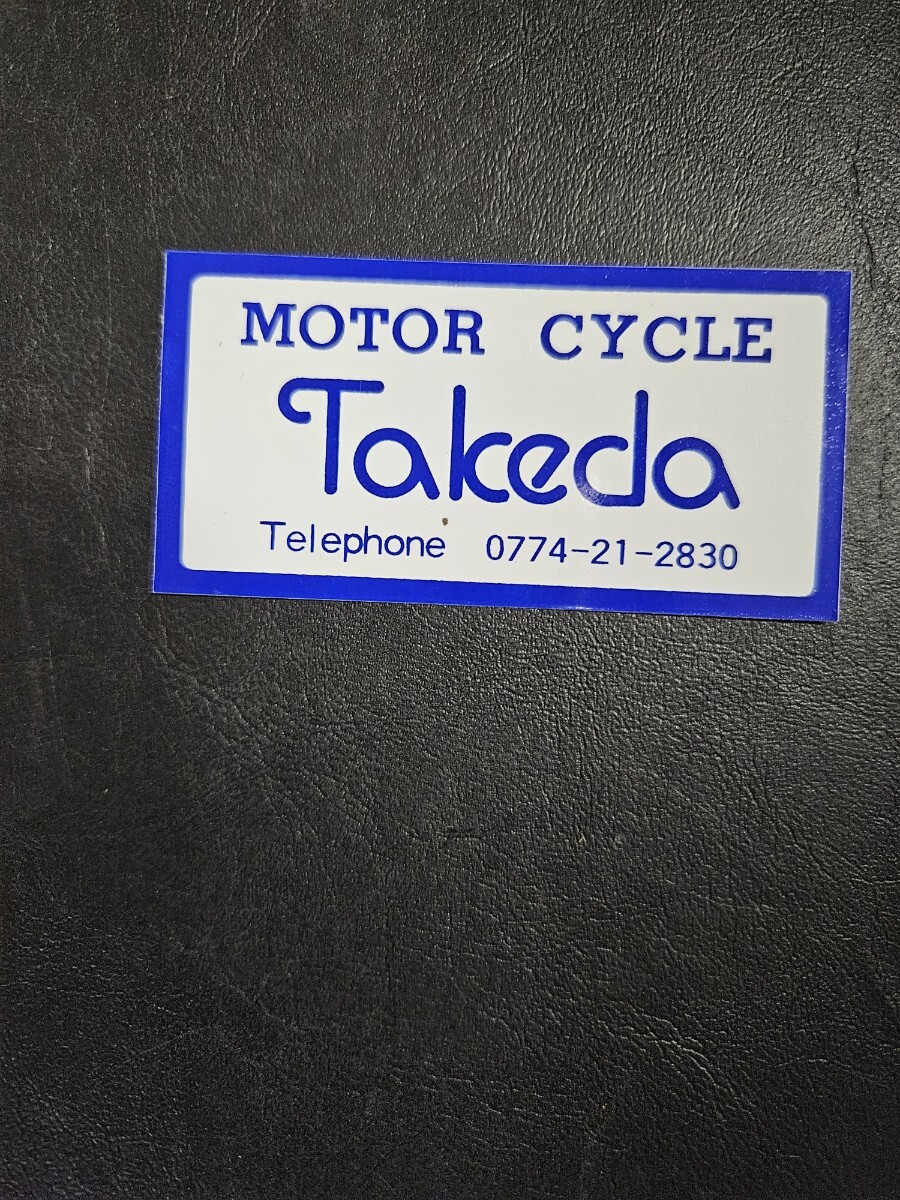 MOTOR CYCLE
Takeda
Telephone 0774-21-2830